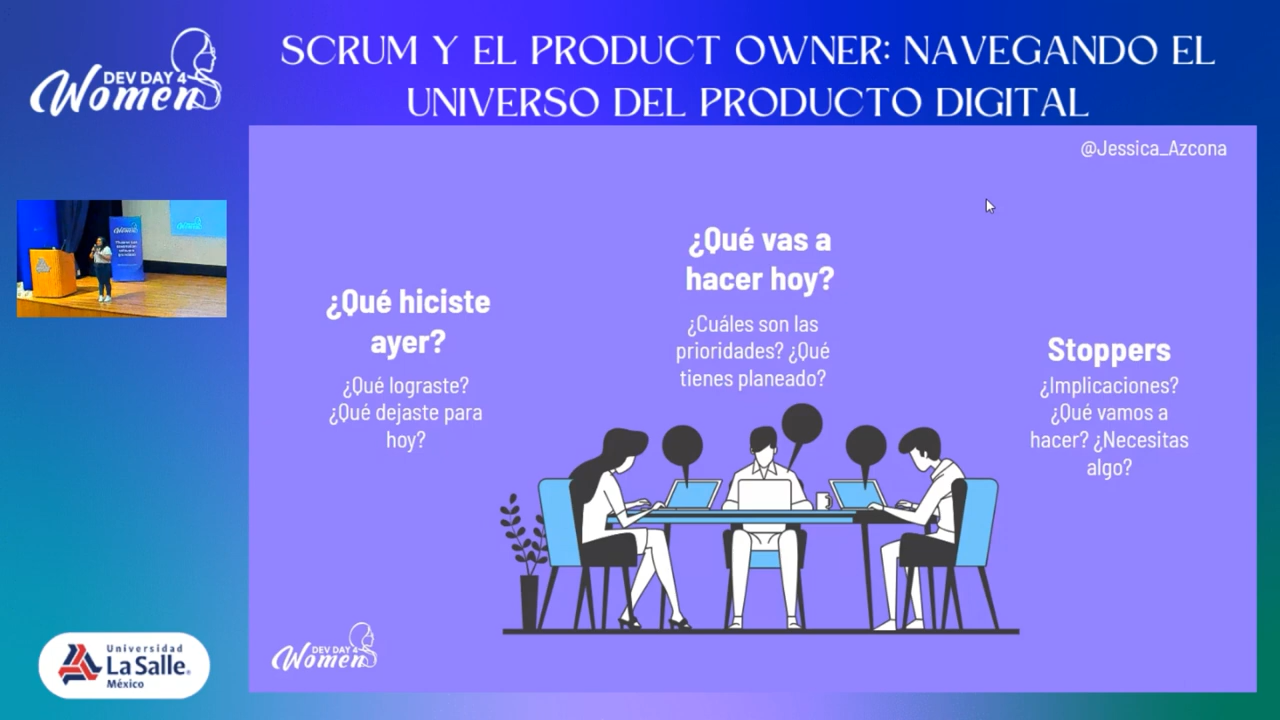 DEV DAY 4
Women
SCRUM Y EL PRODUCT OWNER: NAVEGANDO EL
UNIVERSO DEL PRODUCTO DIGITAL
@Jessica_Azcona
¿Qué hiciste
ayer?
¿Qué lograste?
¿Qué dejaste para
hoy?
¿Qué vas a
hacer hoy?
¿Cuáles son las
prioridades? ¿Qué
tienes planeado?
Stoppers
¿Implicaciones?
¿Qué vamos a
hacer? ¿Necesitas
algo?
DEV DAY 4
Women
Universidad
La Salle®
México